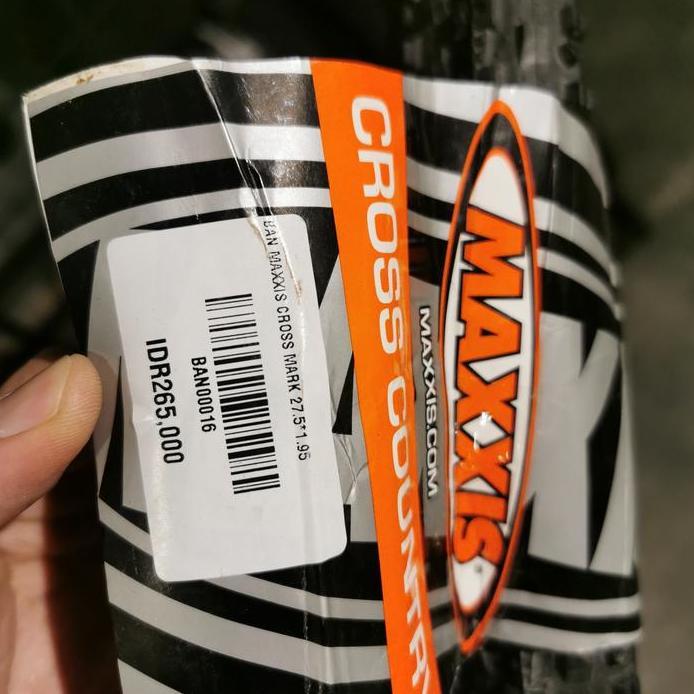 BAN MAXXIS CROSS MARK 27.5*1.95
BAN00016
IDR265,000
CROSS COUNTRY
MAXXIS.COM
MAXXIS